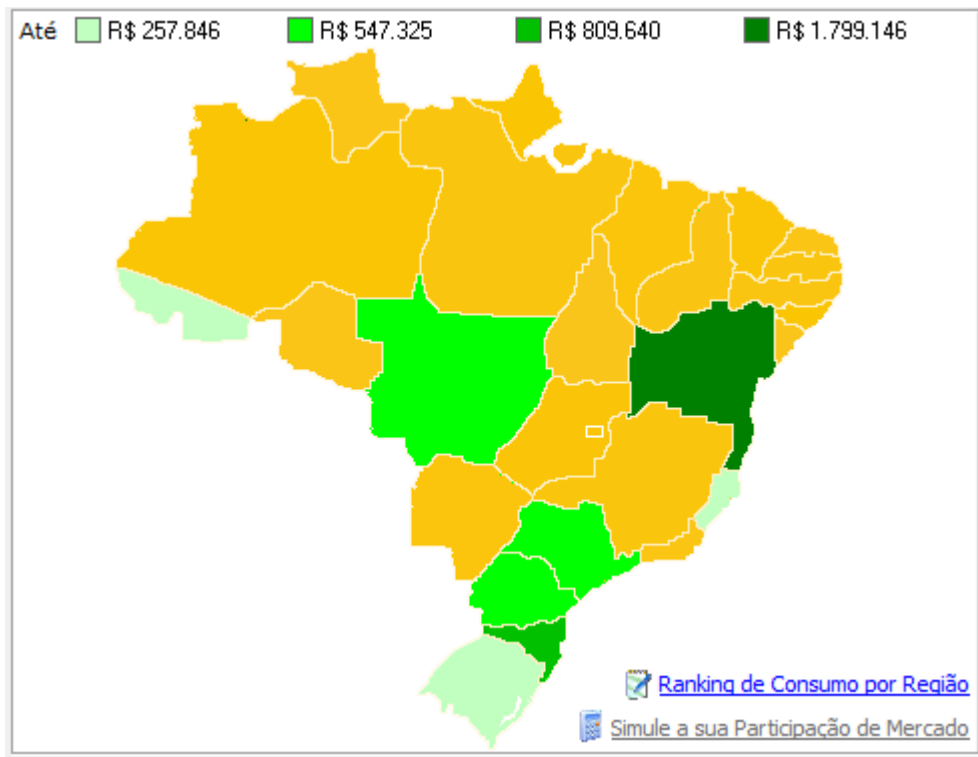 Até R$ 257.846 R$ 547.325 R$ 809.640 R$ 1.799.146
Ranking de Consumo por Região
Simule a sua Participação de Mercado